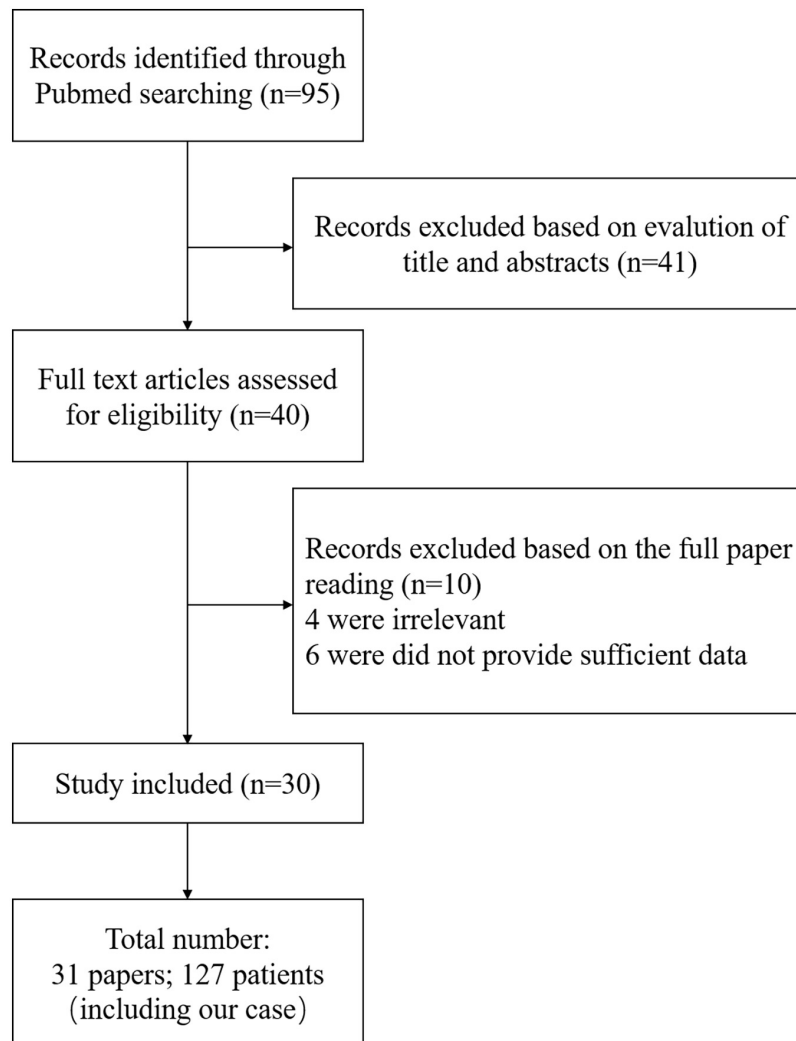 Records identified through
Pubmed searching (n=95)
Records excluded based on evalution of
title and abstracts (n=41)
Full text articles assessed
for eligibility (n=40)
Records excluded based on the full paper
reading (n=10)
4 were irrelevant
6 were did not provide sufficient data
Study included (n=30)
Total number:
31 papers; 127 patients
（including our case）